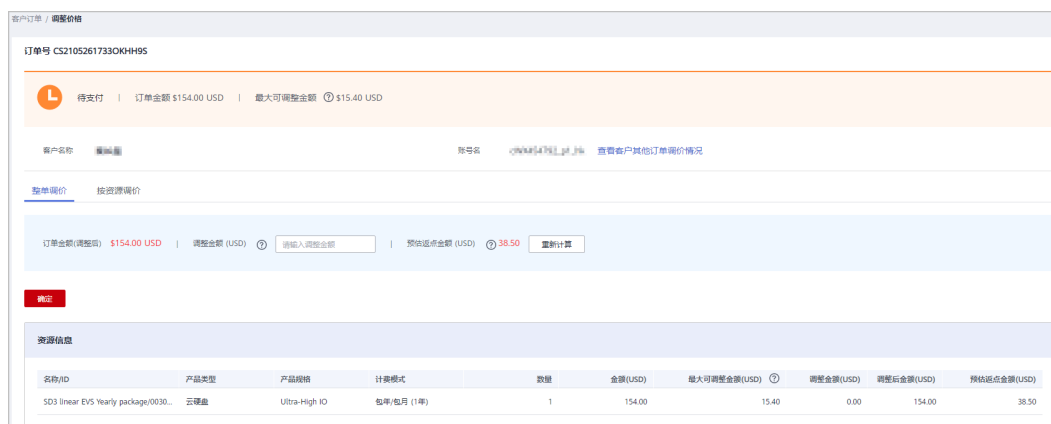 客户订单 / 调整价格
订单号 CS2105261733OKHH9S
待支付 | 订单金额 $154.00 USD | 最大可调整金额 ? $15.40 USD
客户名称 账号名 查看客户其他订单调价情况
整单调价 按资源调价
订单金额(调整后) $154.00 USD | 调整金额 (USD) ? 请输入调整金额 | 预估返点金额 (USD) ? 38.50 重新计算
确定
资源信息
名称/ID 产品类型 产品规格 计费模式 数量 金额(USD) 最大可调整金额(USD) ? 调整金额(USD) 调整后金额(USD) 预估返点金额(USD)
SD3 linear EVS Yearly package/0030... 云硬盘 Ultra-High IO 包年/包月 (1年) 1 154.00 15.40 0.00 154.00 38.50